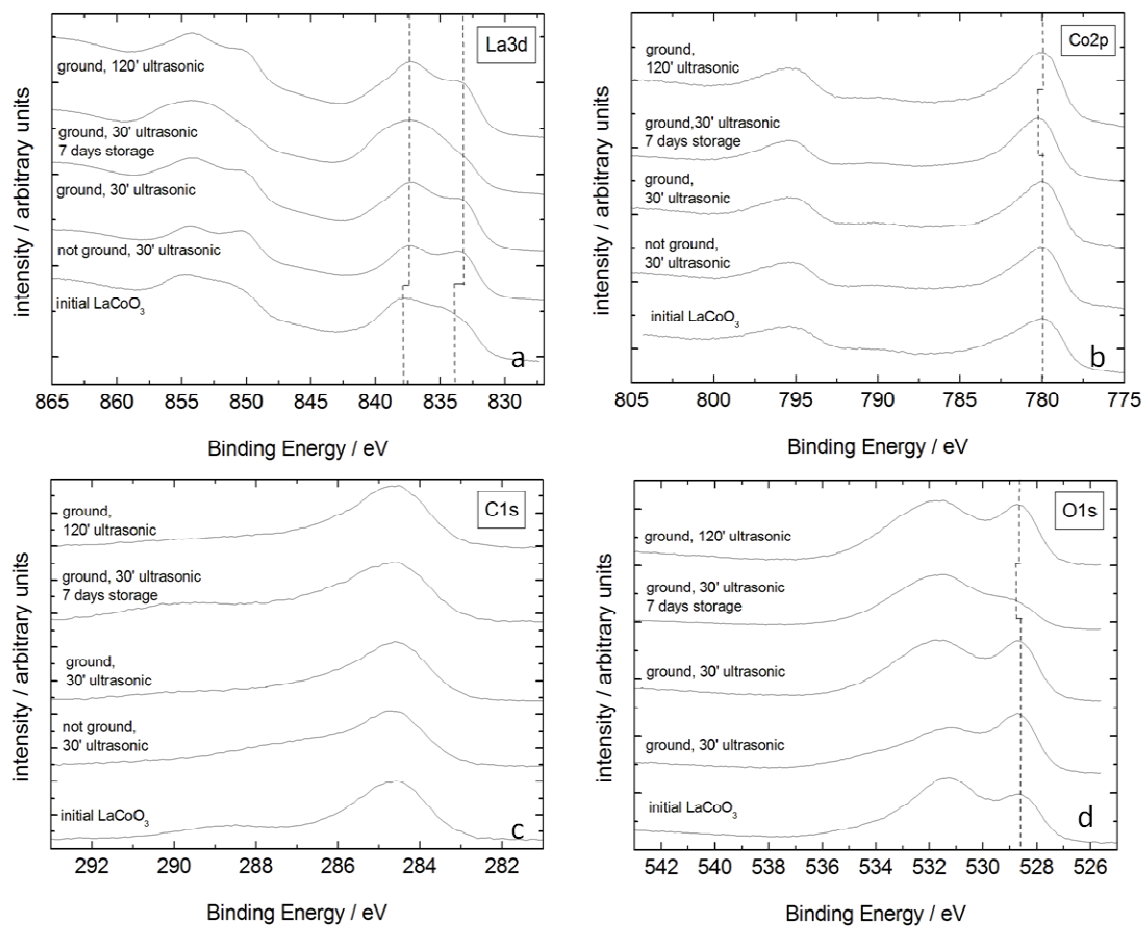 La3d
ground, 120' ultrasonic
ground, 30' ultrasonic
7 days storage
ground, 30' ultrasonic
not ground, 30' ultrasonic
initial LaCoO3
a
intensity / arbitrary units
865 860 855 850 845 840 835 830
Binding Energy / eV
Co2p
ground,
120' ultrasonic
ground,30' ultrasonic
7 days storage
ground,
30' ultrasonic
not ground,
30' ultrasonic
initial LaCoO3
b
intensity / arbitrary units
805 800 795 790 785 780 775
Binding Energy / eV
C1s
ground,
120' ultrasonic
ground, 30' ultrasonic
7 days storage
ground,
30' ultrasonic
not ground,
30' ultrasonic
initial LaCoO3
c
intensity / arbitrary units
292 290 288 286 284 282
Binding Energy / eV
O1s
ground, 120' ultrasonic
ground, 30" ultrasonic
7 days storage
ground, 30" ultrasonic
ground, 30" ultrasonic
initial LaCoO3
d
intensity / arbitrary units
542 540 538 536 534 532 530 528 526
Binding Energy / eV